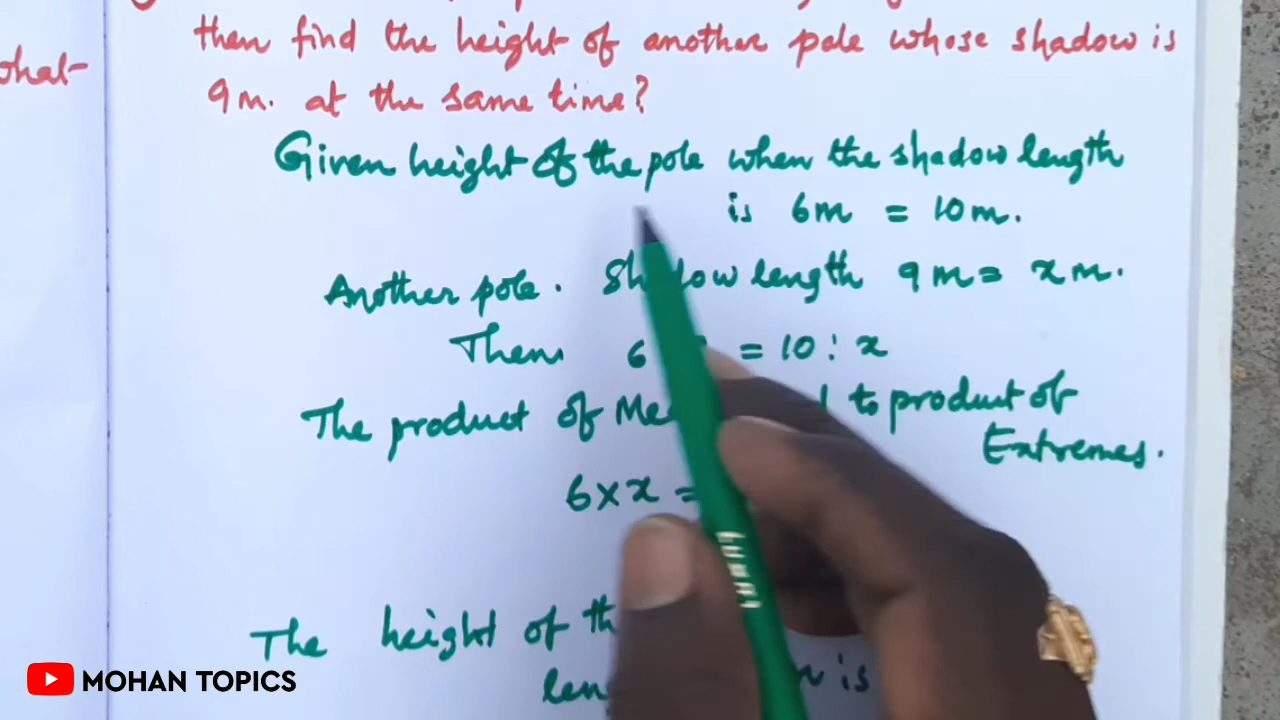 then find the height of another pole whose shadow is
what
9m. at the same time?
Given height of the pole when the shadow length
is 6m = 10m.
Another pole. Shadow length 9m = xm.
Then 6 = 10 : x
The product of to product of
Extremes.
6 × x =
The height of
is
MOHAN TOPICS